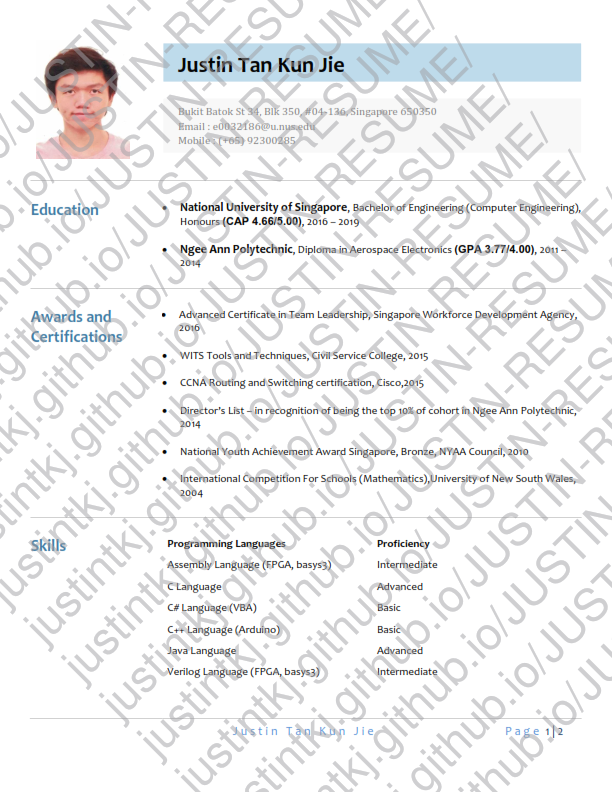 Justin Tan Kun Jie
Bukit Batok St 34, Blk 350, #04-136, Singapore 650350
Email : e0032186@u.nus.edu
Mobile : (+65) 92300285
Education
• National University of Singapore, Bachelor of Engineering (Computer Engineering),
Honours (CAP 4.66/5.00), 2016 – 2019
• Ngee Ann Polytechnic, Diploma in Aerospace Electronics (GPA 3.77/4.00), 2011 –
2014
Awards and
Certifications
• Advanced Certificate in Team Leadership, Singapore Workforce Development Agency,
2016
• WITS Tools and Techniques, Civil Service College, 2015
• CCNA Routing and Switching certification, Cisco,2015
• Director's List – in recognition of being the top 10% of cohort in Ngee Ann Polytechnic,
2014
• National Youth Achievement Award Singapore, Bronze, NYAA Council, 2010
• International Competition For Schools (Mathematics),University of New South Wales,
2004
Skills
Programming Languages Proficiency
Assembly Language (FPGA, basys3) Intermediate
C Language Advanced
C# Language (VBA) Basic
C++ Language (Arduino) Basic
Java Language Advanced
Verilog Language (FPGA, basys3) Intermediate
Justin Tan Kun Jie Page 1|2
justintkj.github.io/JUSTIN-RESUME/